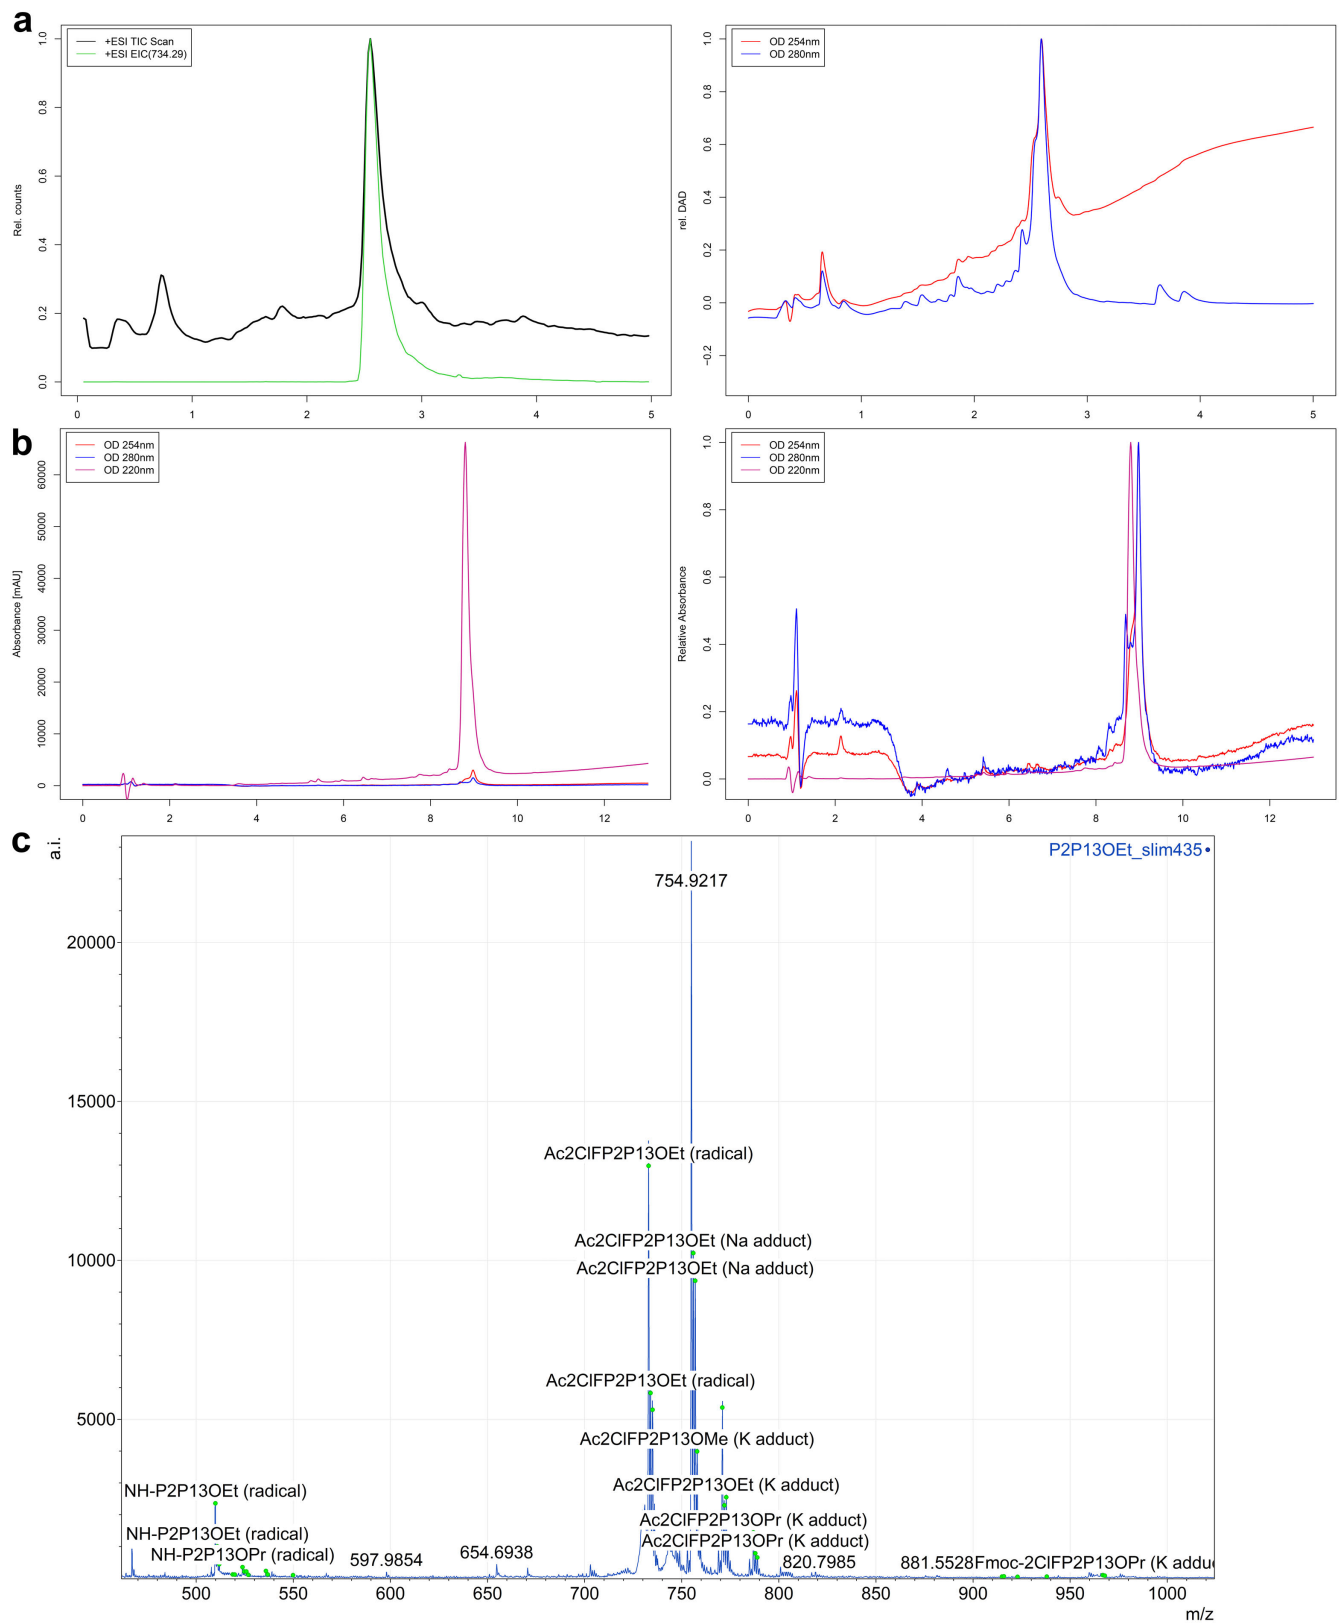 a
+ESI TIC Scan
+ESI EIC(734.29)
Rel. counts
0.0
0.2
0.4
0.6
0.8
1.0
0
1
2
3
4
5
OD 254nm
OD 280nm
rel. DAD
−0.2
0.0
0.2
0.4
0.6
0.8
1.0
0
1
2
3
4
5
b
OD 254nm
OD 280nm
OD 220nm
Absorbance [mAU]
0
10000
20000
30000
40000
50000
60000
0
2
4
6
8
10
12
OD 254nm
OD 280nm
OD 220nm
Relative Absorbance
0.0
0.2
0.4
0.6
0.8
1.0
0
2
4
6
8
10
12
c
a.i.
P2P13OEt_slim435
754.9217
20000
15000
Ac2ClFP2P13OEt (radical)
Ac2ClFP2P13OEt (Na adduct)
10000
Ac2ClFP2P13OEt (Na adduct)
Ac2ClFP2P13OEt (radical)
5000
Ac2ClFP2P13OMe (K adduct)
Ac2ClFP2P13OEt (K adduct)
NH-P2P13OEt (radical)
Ac2ClFP2P13OPr (K adduct)
NH-P2P13OEt (radical)
Ac2ClFP2P13OPr (K adduct)
NH-P2P13OPr (radical)
597.9854
654.6938
820.7985
881.5528
Fmoc-2ClFP2P13OPr (K addu
500
550
600
650
700
750
800
850
900
950
1000
m/z